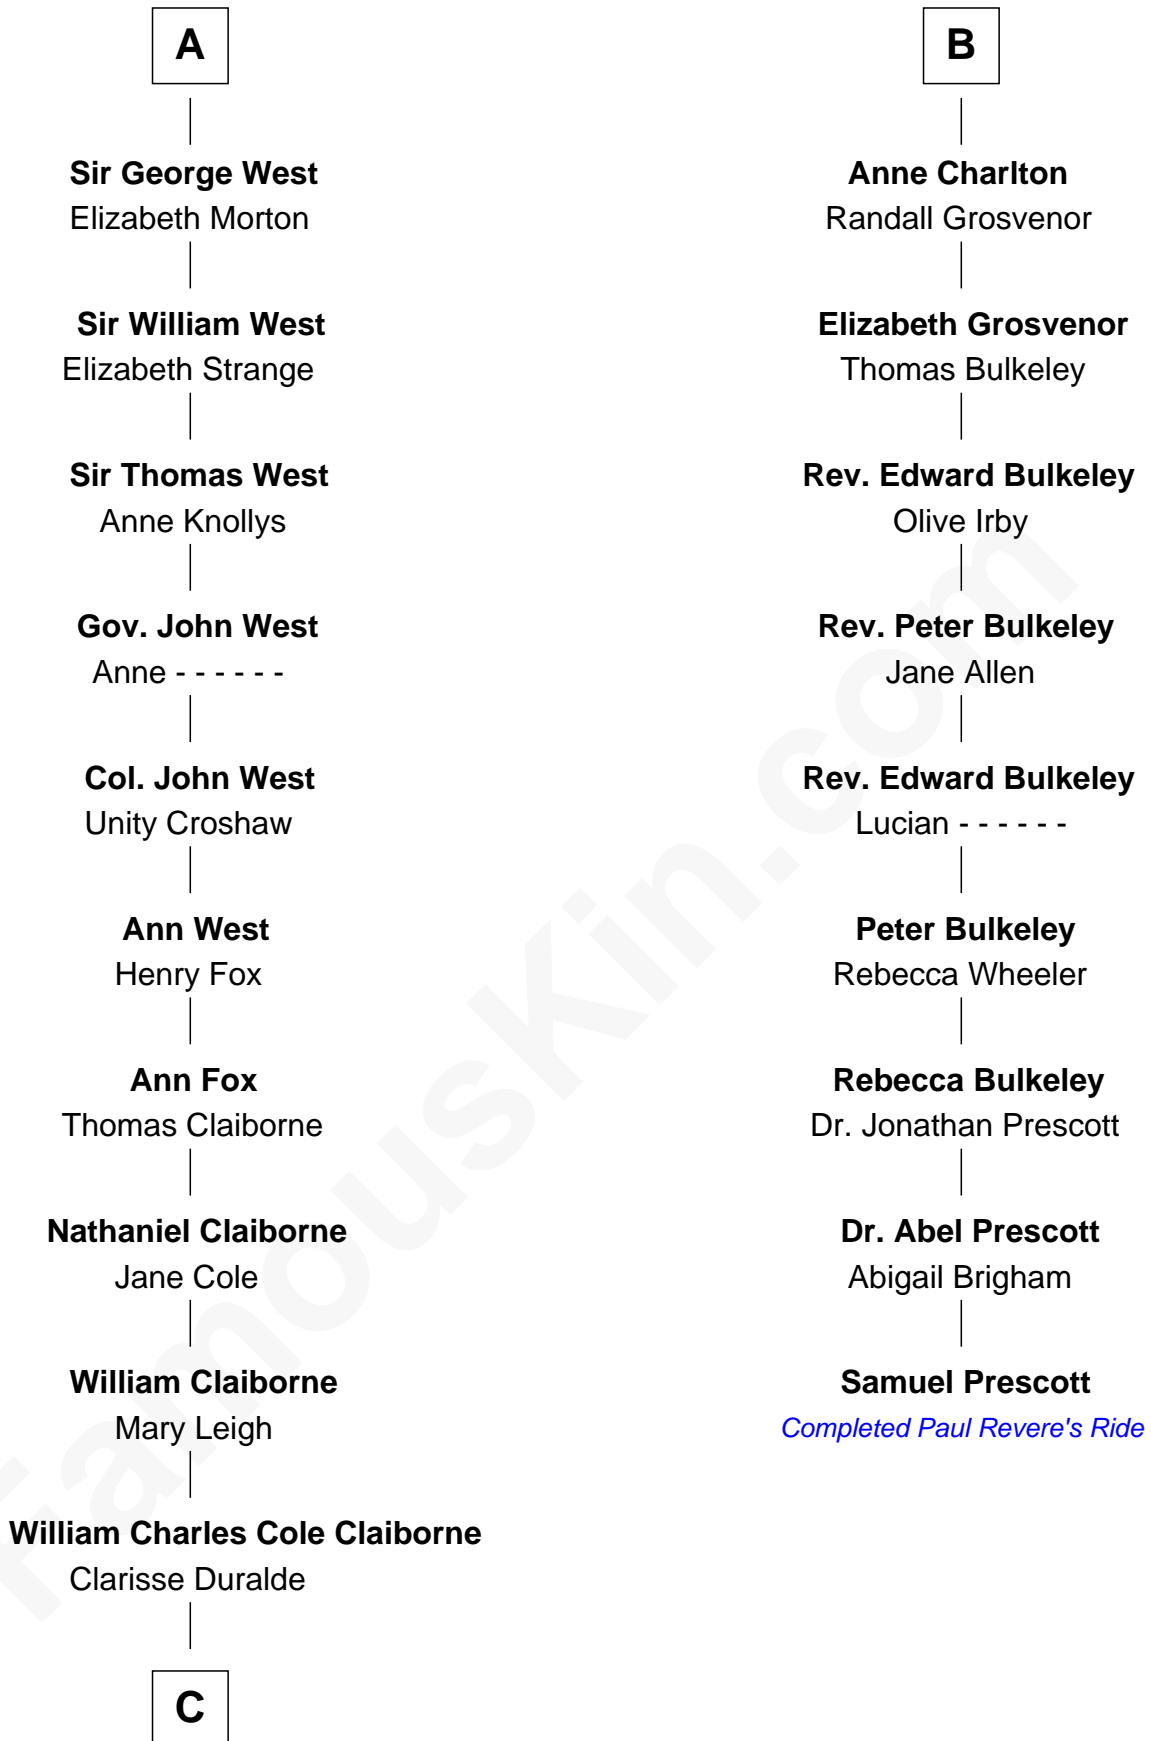 A
Sir George West
Elizabeth Morton
Sir William West
Elizabeth Strange
Sir Thomas West
Anne Knollys
Gov. John West
Anne - - - - - -
Col. John West
Unity Croshaw
Ann West
Henry Fox
Ann Fox
Thomas Claiborne
Nathaniel Claiborne
Jane Cole
William Claiborne
Mary Leigh
William Charles Cole Claiborne
Clarisse Duralde
C
B
Anne Charlton
Randall Grosvenor
Elizabeth Grosvenor
Thomas Bulkeley
Rev. Edward Bulkeley
Olive Irby
Rev. Peter Bulkeley
Jane Allen
Rev. Edward Bulkeley
Lucian - - - - - -
Peter Bulkeley
Rebecca Wheeler
Rebecca Bulkeley
Dr. Jonathan Prescott
Dr. Abel Prescott
Abigail Brigham
Samuel Prescott
Completed Paul Revere's Ride
FamousKin.com